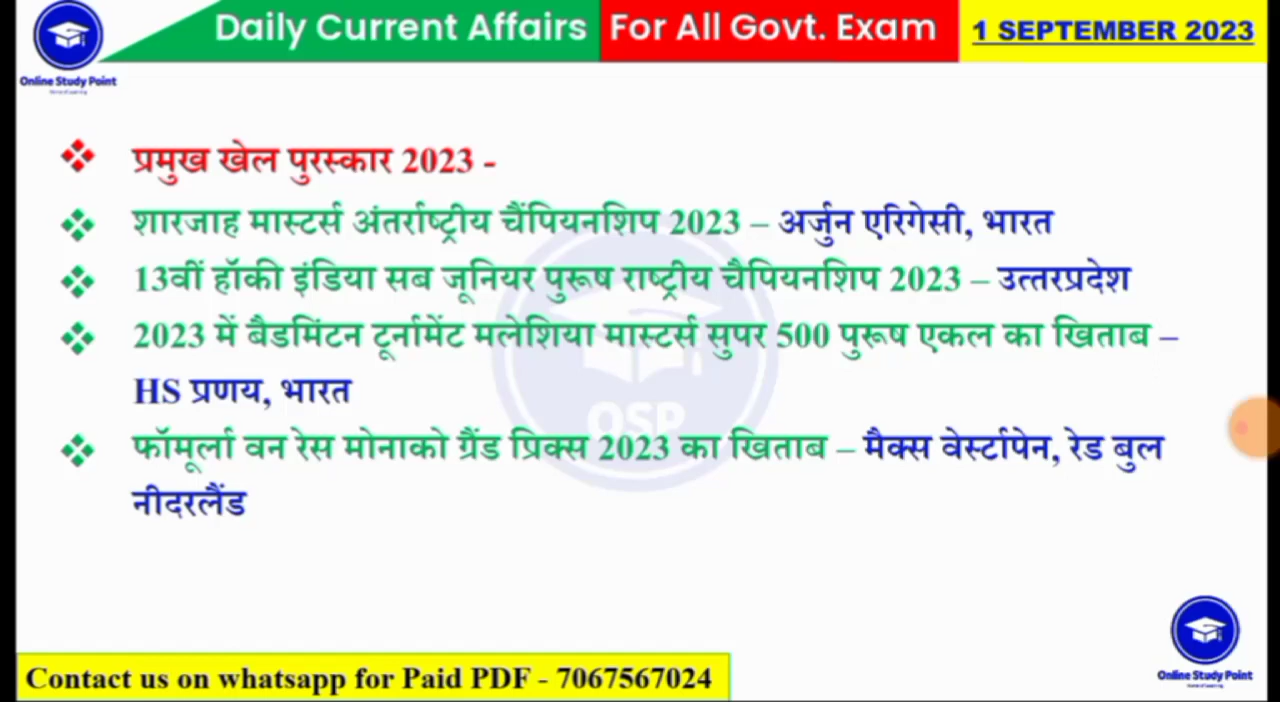 Daily Current Affairs For All Govt. Exam 1 SEPTEMBER 2023
Online Study Point
प्रमुख खेल पुरस्कार 2023 -
शारजाह मास्टर्स अंतर्राष्ट्रीय चैंपियनशिप 2023 – अर्जुन एरिगेसी, भारत
13वीं हॉकी इंडिया सब जूनियर पुरूष राष्ट्रीय चैपियनशिप 2023 – उत्तरप्रदेश
2023 में बैडमिंटन टूर्नामेंट मलेशिया मास्टर्स सुपर 500 पुरूष एकल का खिताब –
HS प्रणय, भारत
OSP
फॉमूर्ला वन रेस मोनाको ग्रैंड प्रिक्स 2023 का खिताब – मैक्स वेर्स्टापेन, रेड बुल
नीदरलैंड
Online Study Point
Contact us on whatsapp for Paid PDF - 7067567024